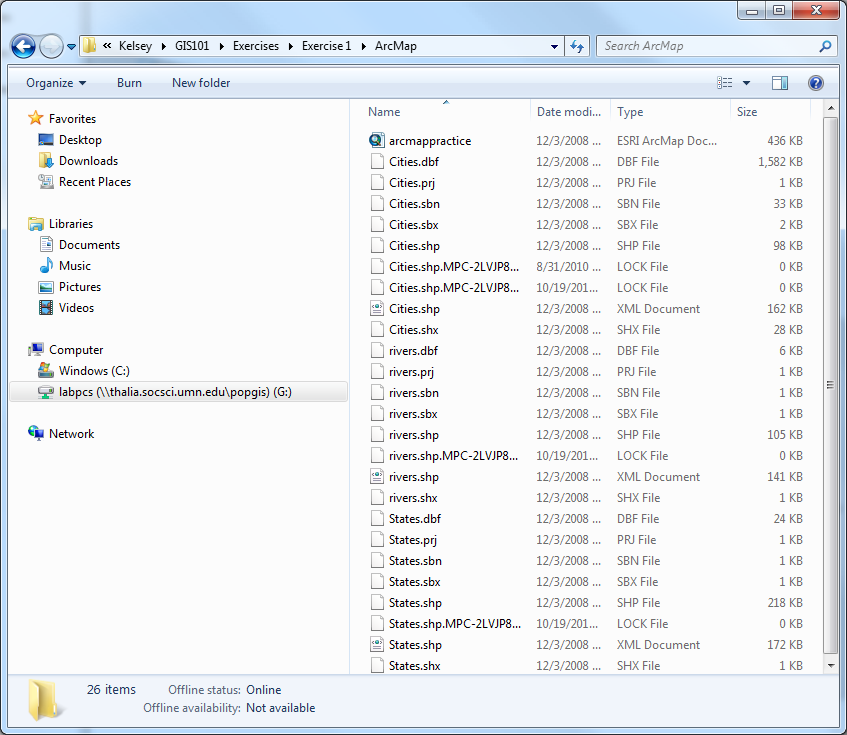 « Kelsey ▸ GIS101 ▸ Exercises ▸ Exercise 1 ▸ ArcMap
Search ArcMap
Organize Burn New folder
Favorites
Desktop
Downloads
Recent Places
Libraries
Documents
Music
Pictures
Videos
Computer
Windows (C:)
labpcs (\\thalia.socsci.umn.edu\popgis) (G:)
Network
Name Date modi... Type Size
arcmappractice 12/3/2008 ... ESRI ArcMap Doc... 436 KB
Cities.dbf 12/3/2008 ... DBF File 1,582 KB
Cities.prj 12/3/2008 ... PRJ File 1 KB
Cities.sbn 12/3/2008 ... SBN File 33 KB
Cities.sbx 12/3/2008 ... SBX File 2 KB
Cities.shp 12/3/2008 ... SHP File 98 KB
Cities.shp.MPC-2LVJP8... 8/31/2010 ... LOCK File 0 KB
Cities.shp.MPC-2LVJP8... 10/19/201... LOCK File 0 KB
Cities.shp 12/3/2008 ... XML Document 162 KB
Cities.shx 12/3/2008 ... SHX File 28 KB
rivers.dbf 12/3/2008 ... DBF File 6 KB
rivers.prj 12/3/2008 ... PRJ File 1 KB
rivers.sbn 12/3/2008 ... SBN File 1 KB
rivers.sbx 12/3/2008 ... SBX File 1 KB
rivers.shp 12/3/2008 ... SHP File 105 KB
rivers.shp.MPC-2LVJP8... 10/19/201... LOCK File 0 KB
rivers.shp 12/3/2008 ... XML Document 141 KB
rivers.shx 12/3/2008 ... SHX File 1 KB
States.dbf 12/3/2008 ... DBF File 24 KB
States.prj 12/3/2008 ... PRJ File 1 KB
States.sbn 12/3/2008 ... SBN File 1 KB
States.sbx 12/3/2008 ... SBX File 1 KB
States.shp 12/3/2008 ... SHP File 218 KB
States.shp.MPC-2LVJP8... 10/19/201... LOCK File 0 KB
States.shp 12/3/2008 ... XML Document 172 KB
States.shx 12/3/2008 ... SHX File 1 KB
26 items Offline status: Online
Offline availability: Not available